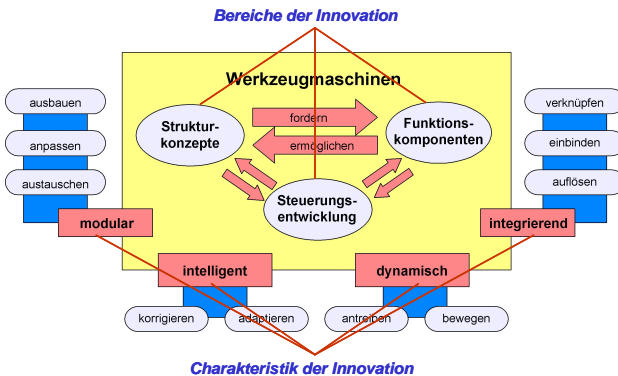 Bereiche der Innovation
Werkzeugmaschinen
ausbauen
anpassen
austauschen
modular
Struktur-
konzepte
fordern
ermöglichen
Funktions-
komponenten
Steuerungs-
entwicklung
verknüpfen
einbinden
auflösen
integrierend
intelligent
dynamisch
korrigieren
adaptieren
antreiben
bewegen
Charakteristik der Innovation